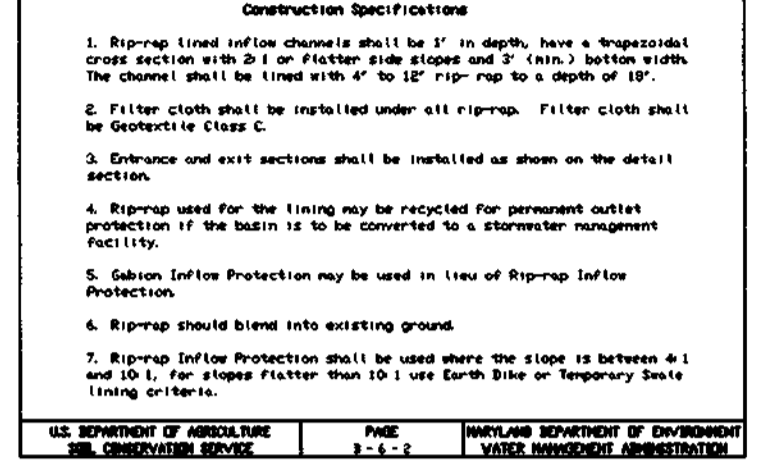 Construction Specifications
1. Rip-rap lined inflow channels shall be 1' in depth, have a trapezoidal
cross section with 2:1 or flatter side slopes and 3' (min.) bottom width.
The channel shall be lined with 4" to 12" rip-rap to a depth of 18".
2. Filter cloth shall be installed under all rip-rap. Filter cloth shall
be Geotextile Class C.
3. Entrance and exit sections shall be installed as shown on the detail
section.
4. Rip-rap used for the lining may be recycled for permanent outlet
protection if the basin is to be converted to a stormwater management
facility.
5. Gabion Inflow Protection may be used in lieu of Rip-rap Inflow
Protection.
6. Rip-rap should blend into existing ground.
7. Rip-rap Inflow Protection shall be used where the slope is between 4:1
and 10:1, for slopes flatter than 10:1 use Earth Dike or Temporary Swale
lining criteria.
U.S. DEPARTMENT OF AGRICULTURE
SOIL CONSERVATION SERVICE
PAGE
3 - 6 - 2
MARYLAND DEPARTMENT OF ENVIRONMENT
WATER MANAGEMENT ADMINISTRATION